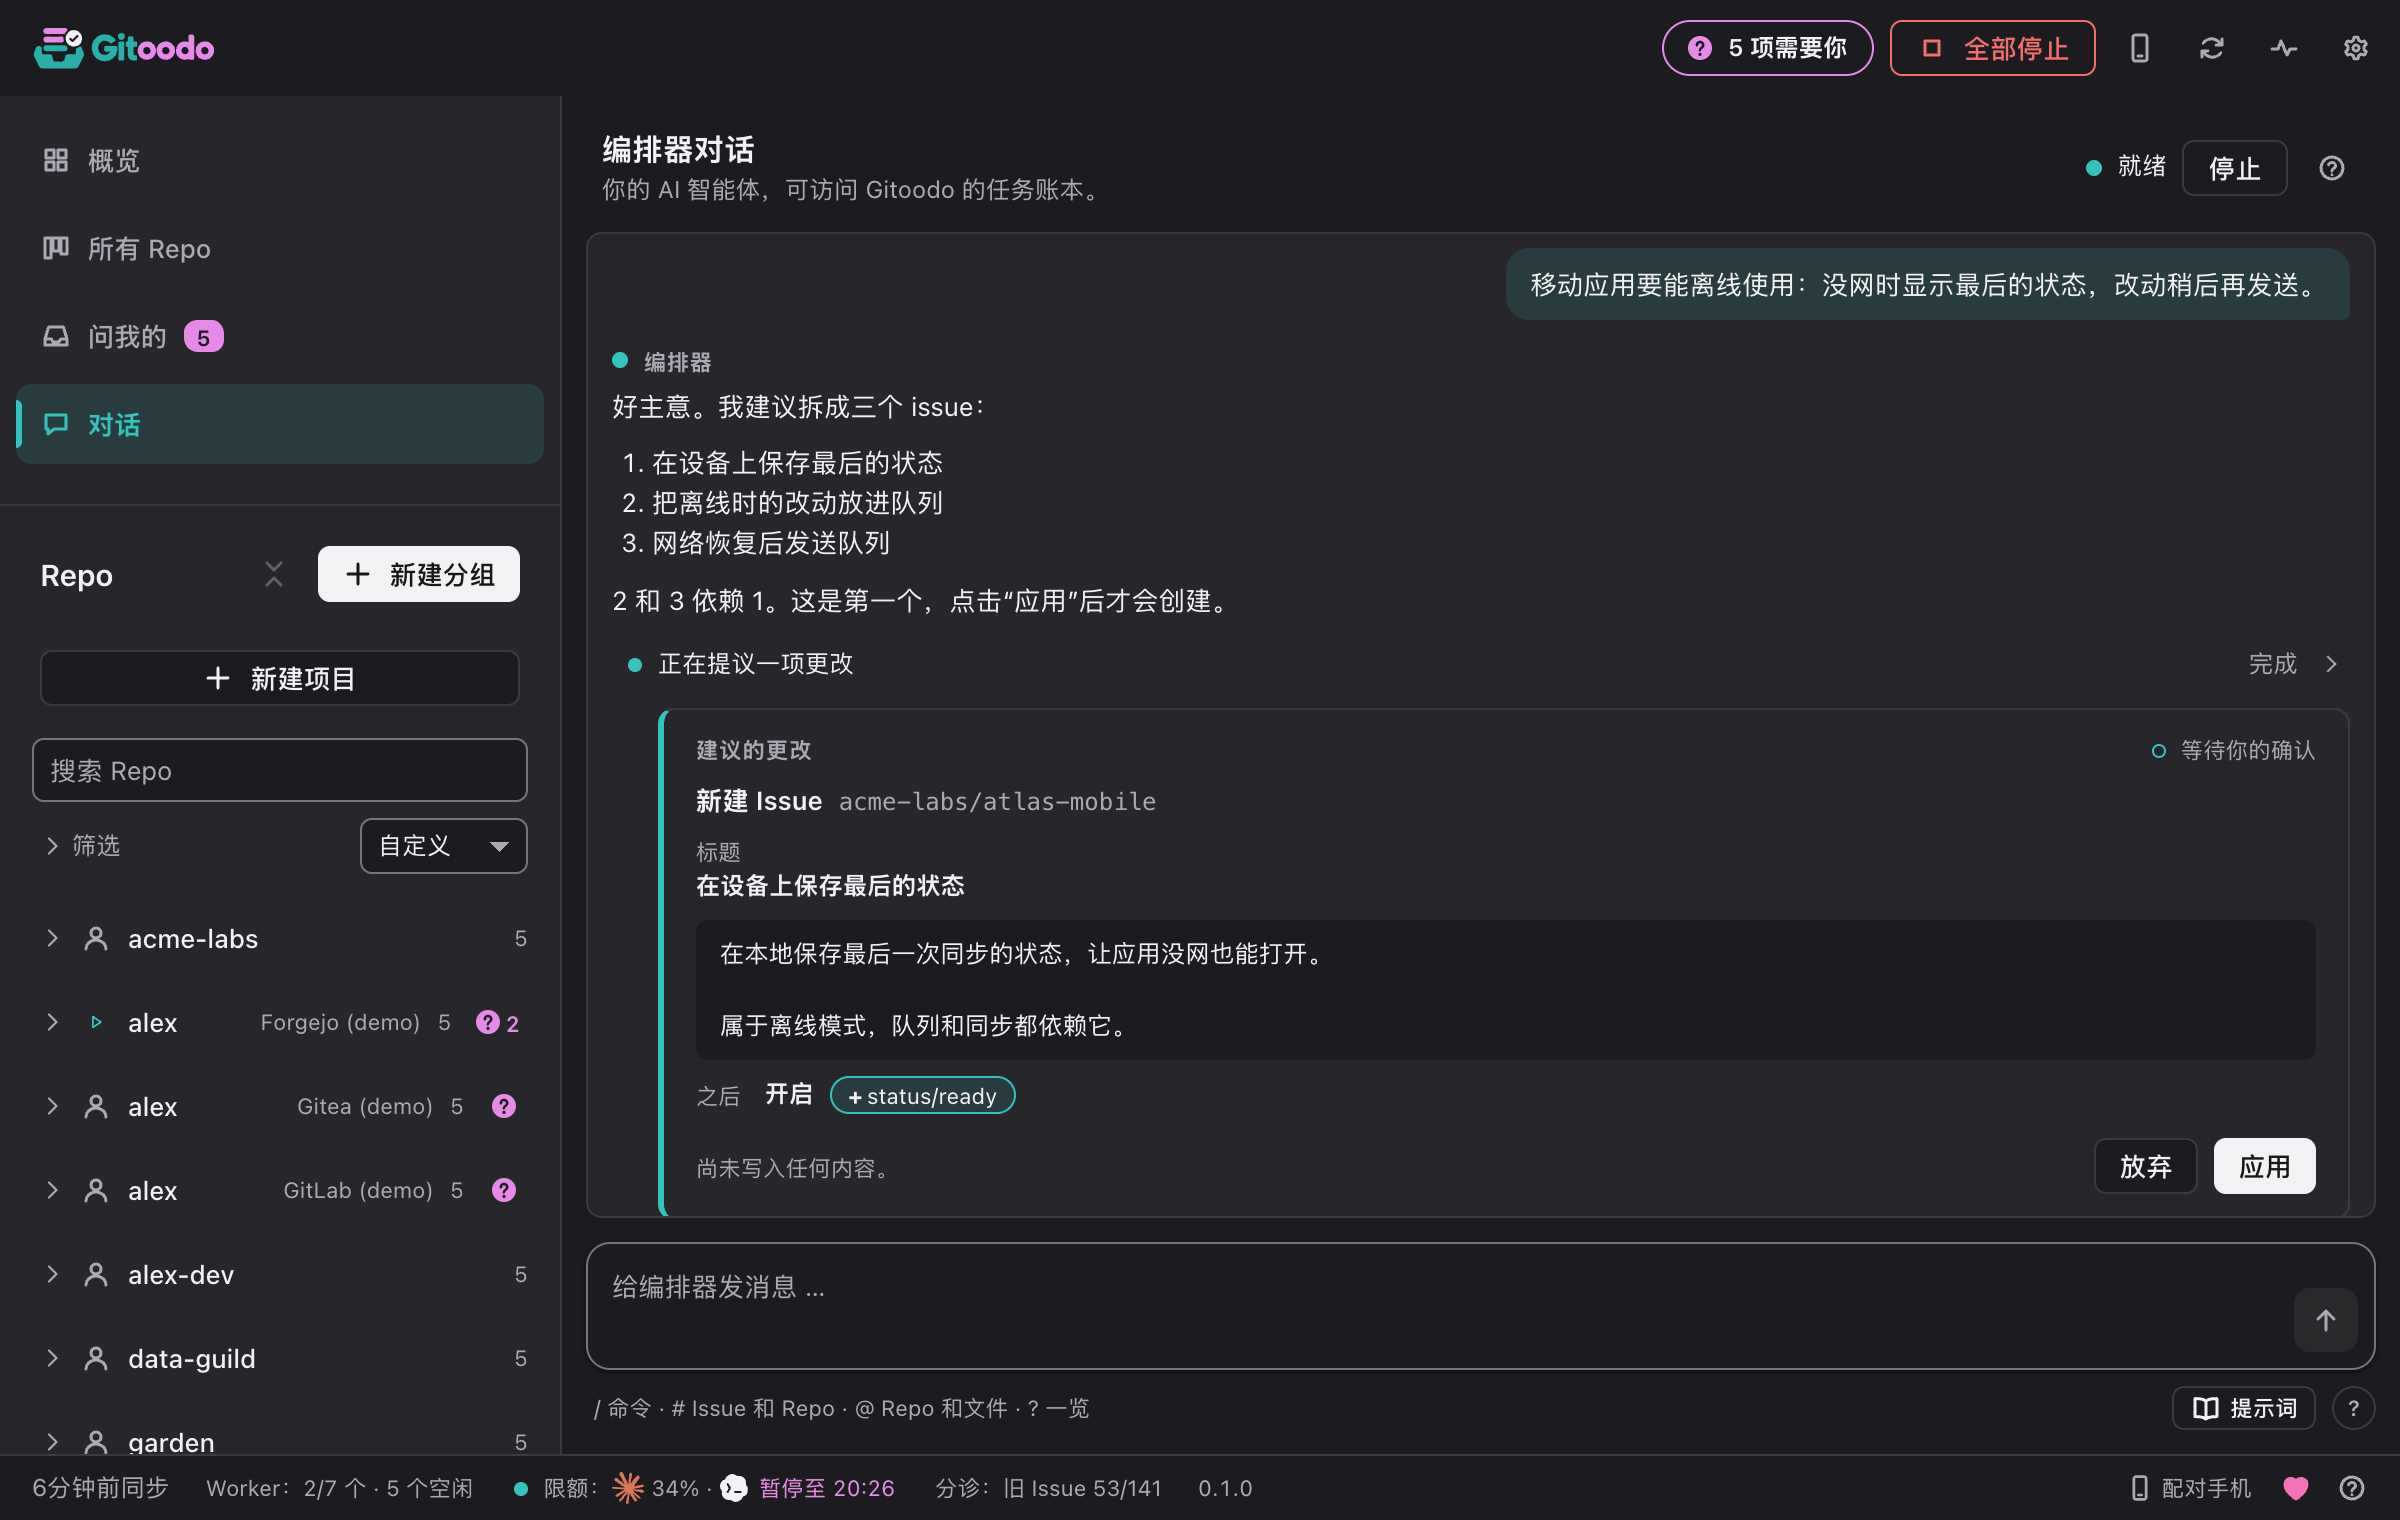 Gitoodo
5 项需要你
全部停止
概览
所有 Repo
问我的 5
对话
Repo
新建分组
新建项目
搜索 Repo
筛选
自定义
acme-labs 5
alex Forgejo (demo) 5 ? 2
alex Gitea (demo) 5 ?
alex GitLab (demo) 5 ?
alex-dev 5
data-guild 5
garden 5
编排器对话
你的 AI 智能体，可访问 Gitoodo 的任务账本。
就绪
停止
移动应用要能离线使用：没网时显示最后的状态，改动稍后再发送。
编排器
好主意。我建议拆成三个 issue：
1. 在设备上保存最后的状态
2. 把离线时的改动放进队列
3. 网络恢复后发送队列
2 和 3 依赖 1。这是第一个，点击“应用”后才会创建。
正在提议一项更改
完成
建议的更改
等待你的确认
新建 Issue acme-labs/atlas-mobile
标题
在设备上保存最后的状态
在本地保存最后一次同步的状态，让应用没网也能打开。
属于离线模式，队列和同步都依赖它。
之后 开启 + status/ready
尚未写入任何内容。
放弃
应用
给编排器发消息 ...
/ 命令 · # Issue 和 Repo · @ Repo 和文件 · ? 一览
提示词
?
6分钟前同步
Worker：2/7 个 · 5 个空闲
限额：34% · 暂停至 20:26
分诊：旧 Issue 53/141
0.1.0
配对手机